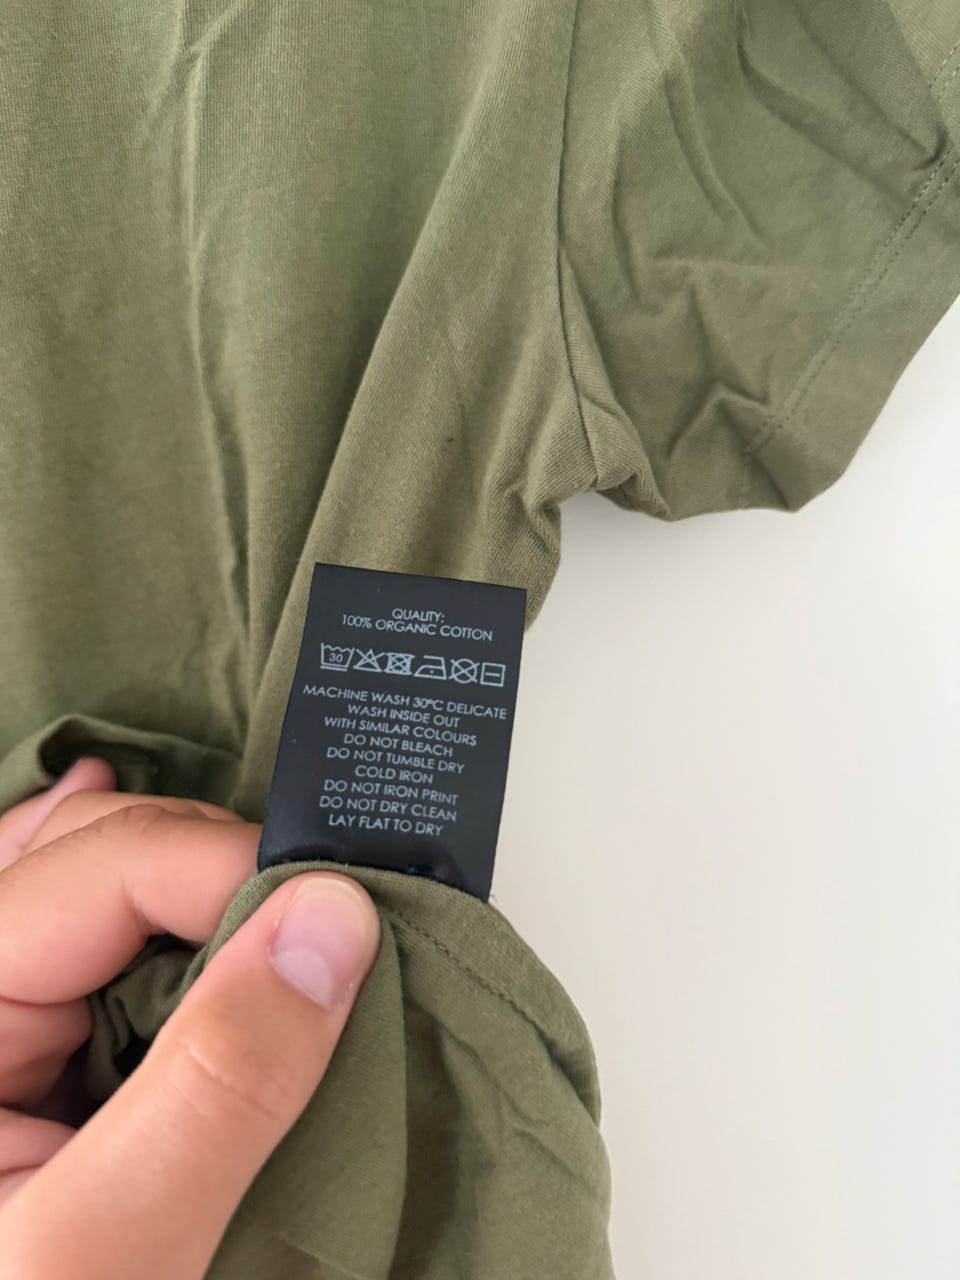 QUALITY:
100% ORGANIC COTTON
30
MACHINE WASH 30°C DELICATE
WASH INSIDE OUT
WITH SIMILAR COLOURS
DO NOT BLEACH
DO NOT TUMBLE DRY
COLD IRON
DO NOT IRON PRINT
DO NOT DRY CLEAN
LAY FLAT TO DRY